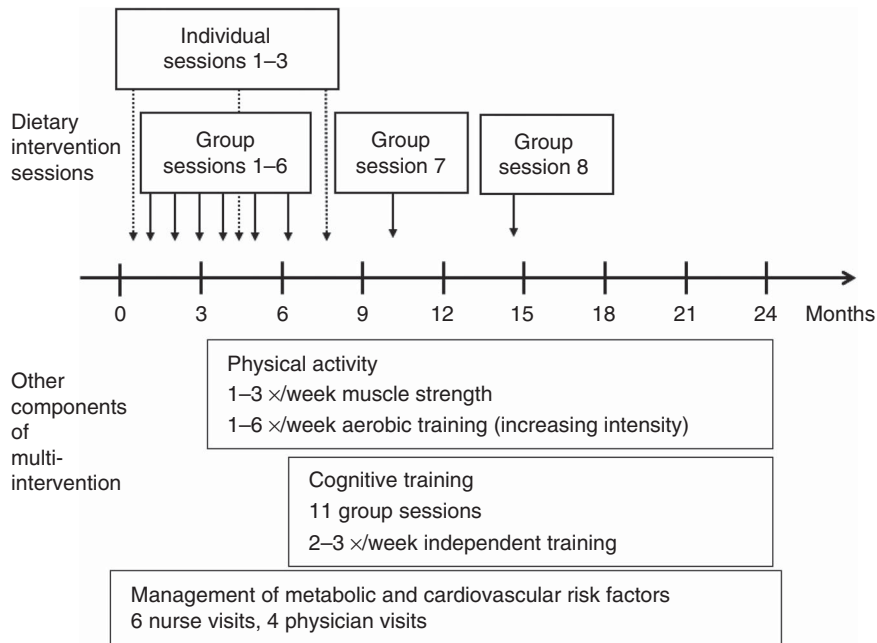 Individual
sessions 1–3
Dietary
intervention
sessions
Group
sessions 1–6
Group
session 7
Group
session 8
0 3 6 9 12 15 18 21 24 Months
Other
components
of
multi-
intervention
Physical activity
1–3 ×/week muscle strength
1–6 ×/week aerobic training (increasing intensity)
Cognitive training
11 group sessions
2–3 ×/week independent training
Management of metabolic and cardiovascular risk factors
6 nurse visits, 4 physician visits